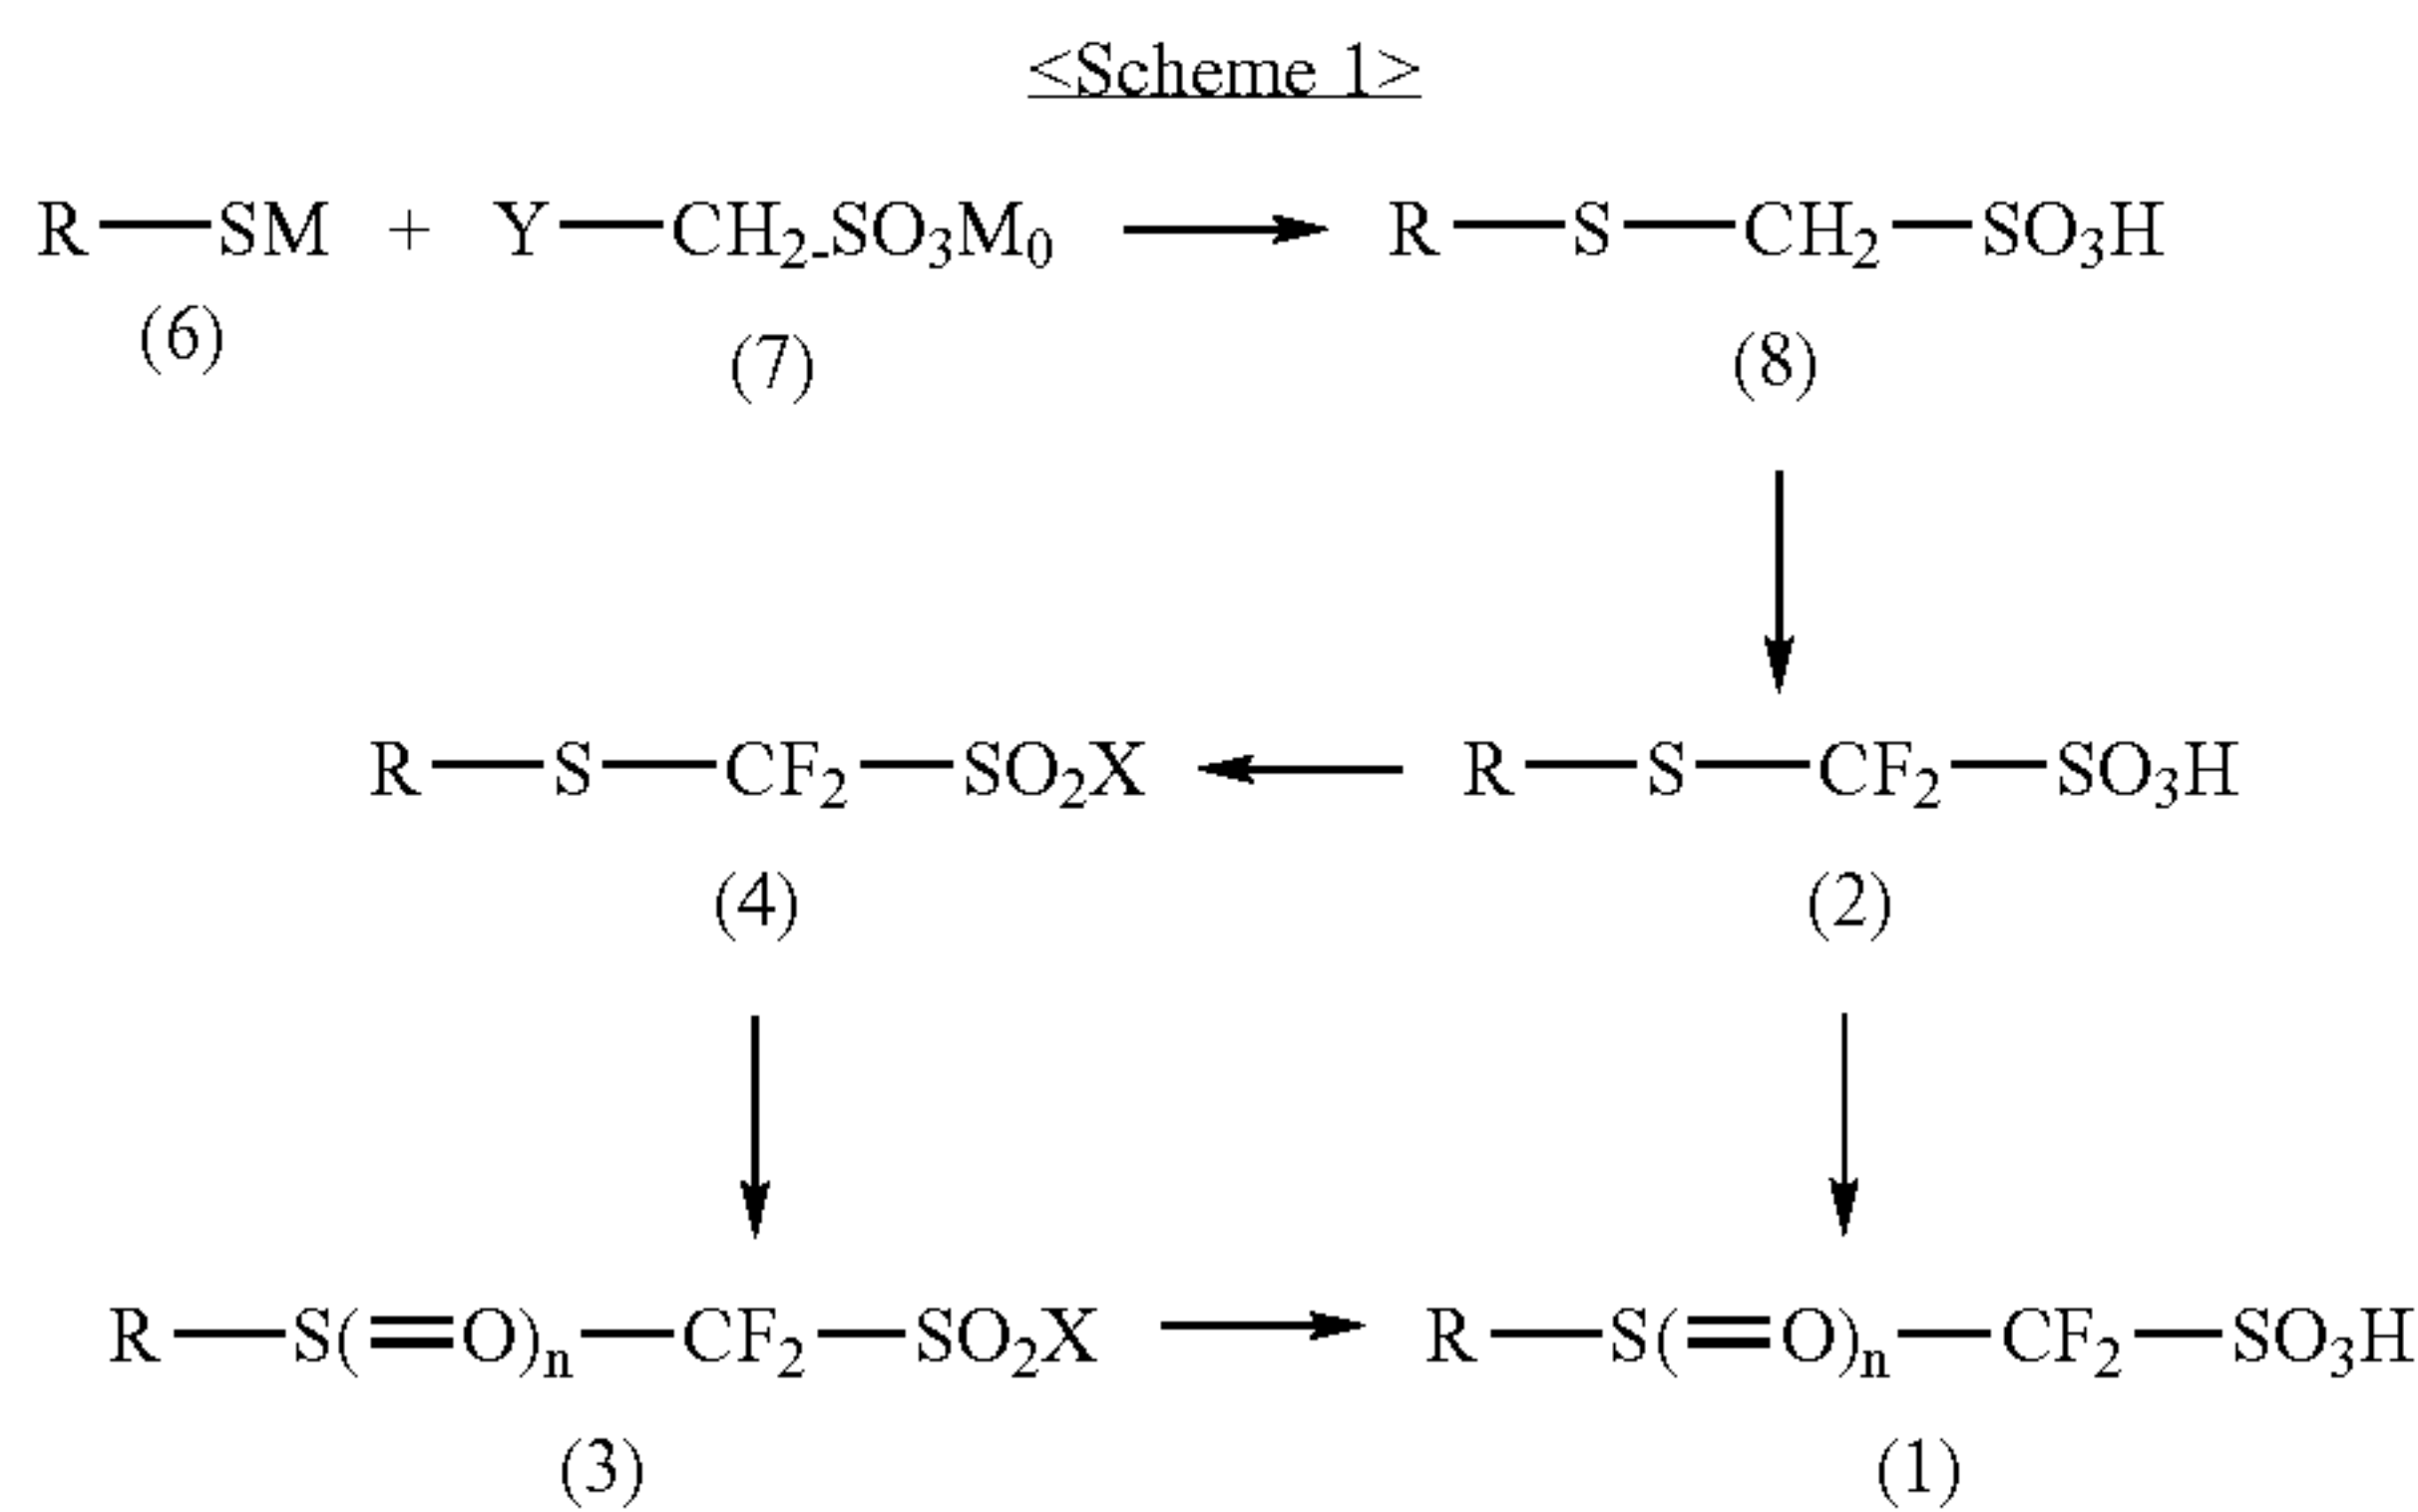 <Scheme 1>
R—SM + Y—CH₂-SO₃M₀ → R—S—CH₂—SO₃H
(6) (7) (8)
R—S—CF₂—SO₂X ← R—S—CF₂—SO₃H
(4) (2)
R—S(=O)ₙ—CF₂—SO₂X → R—S(=O)ₙ—CF₂—SO₃H
(3) (1)